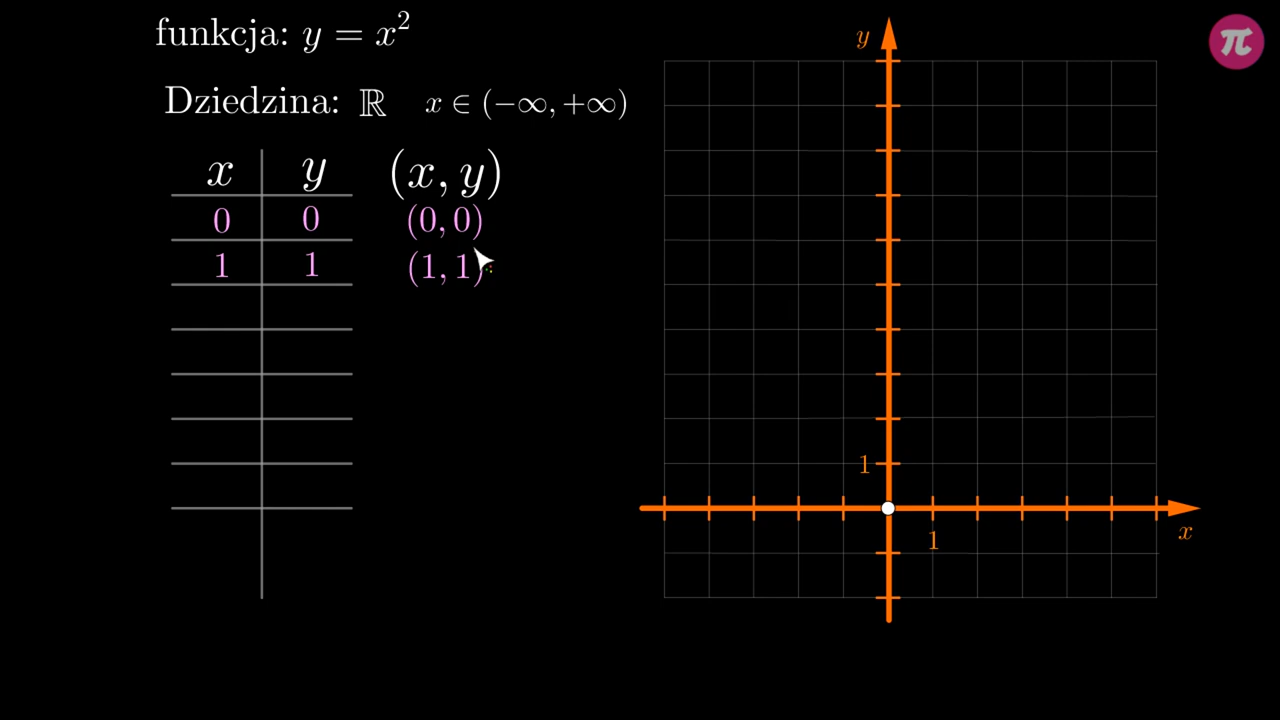 funkcja: y = x²
Dziedzina: ℝ x ∈ (−∞, +∞)
x y (x, y)
0 0 (0, 0)
1 1 (1, 1)
y
1
1
x
π